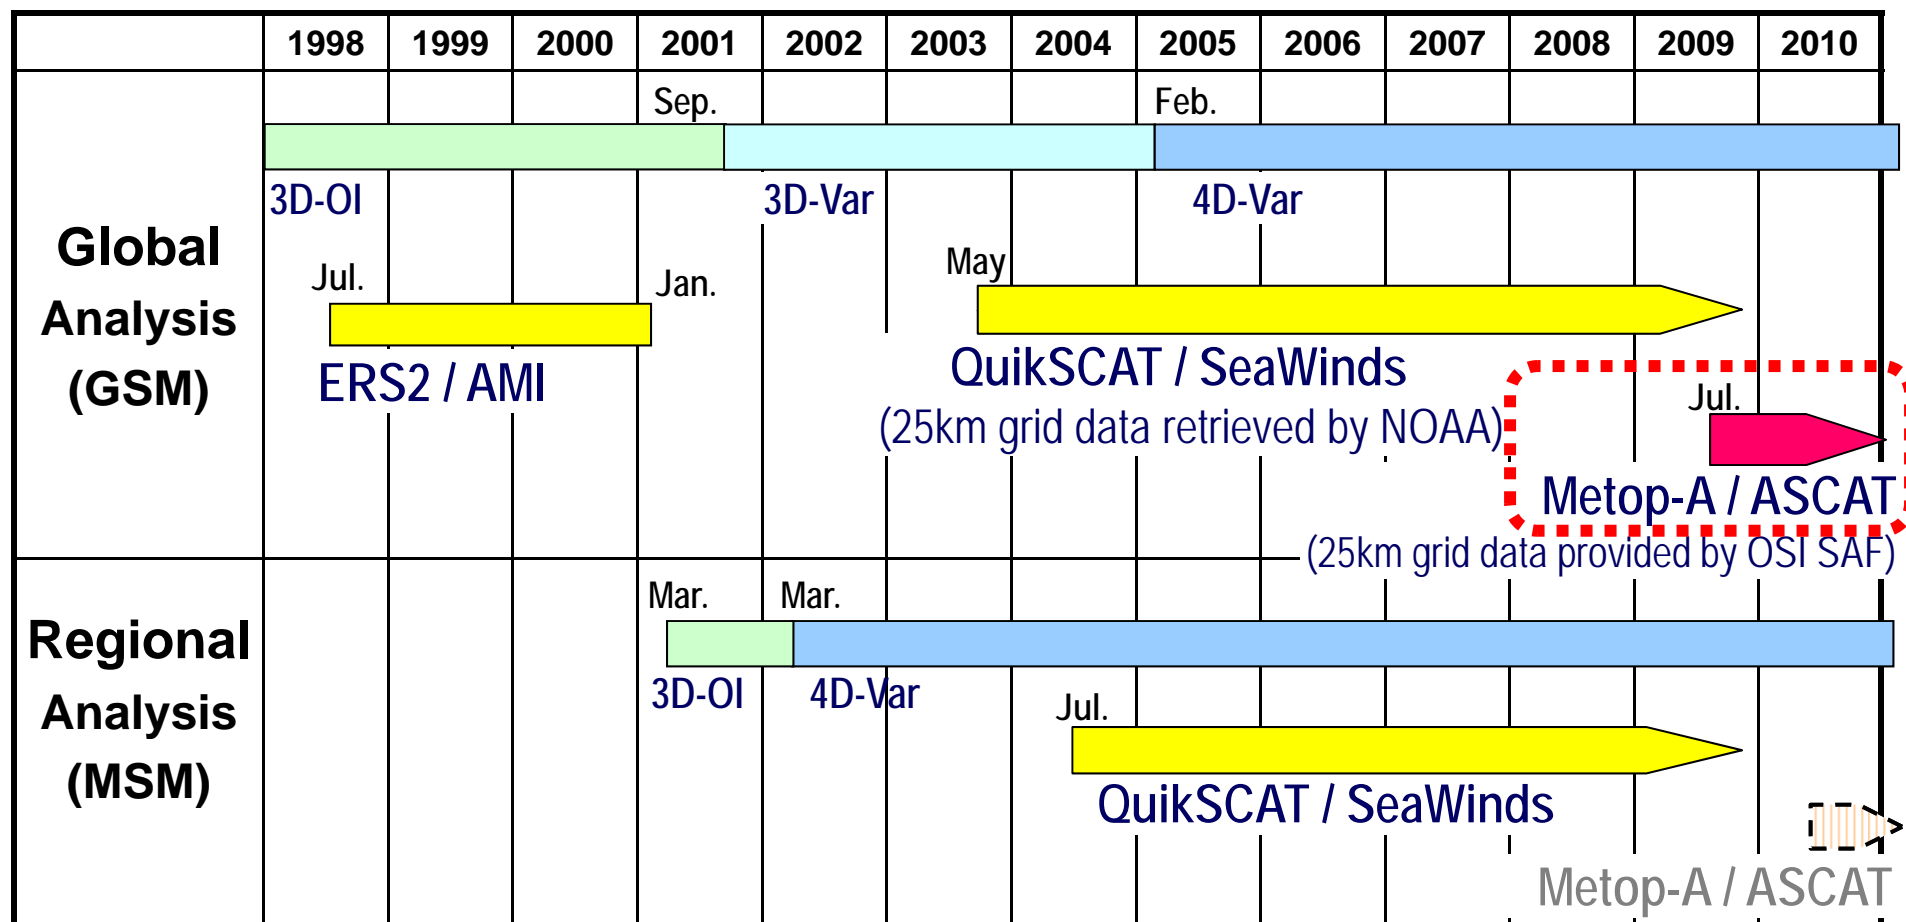 1998 1999 2000 2001 2002 2003 2004 2005 2006 2007 2008 2009 2010
Global
Analysis
(GSM)
Sep.
Feb.
3D-OI
3D-Var
4D-Var
Jul.
Jan.
May
ERS2 / AMI
QuikSCAT / SeaWinds
(25km grid data retrieved by NOAA)
Jul.
Metop-A / ASCAT
(25km grid data provided by OSI SAF)
Regional
Analysis
(MSM)
Mar.
Mar.
3D-OI
4D-Var
Jul.
QuikSCAT / SeaWinds
Metop-A / ASCAT